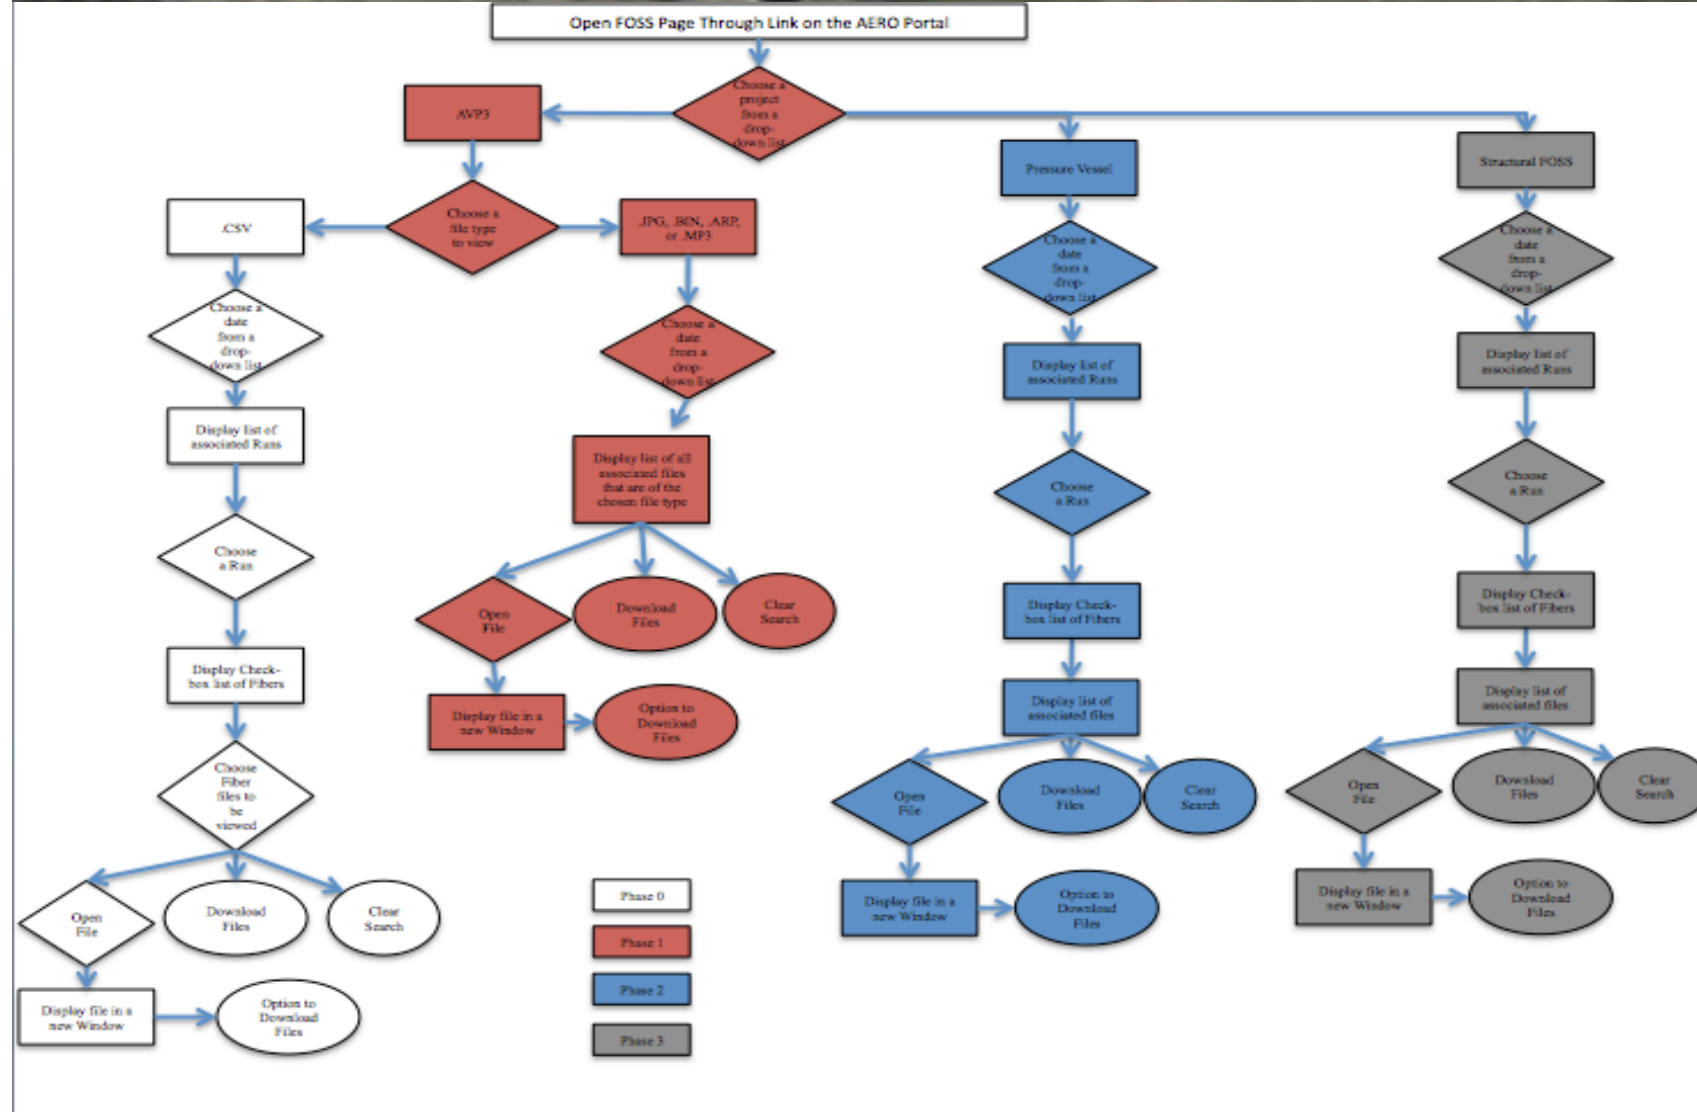 Open FOSS Page Through Link on the AERO Portal
Choose a
project
from a
drop-
down list
AVP3
Pressure Vessel
Structural FOSS
.CSV
Choose a
file type
to view
.JPG, .BIN, .ARP,
or .MP3
Choose a
date
from a
drop-
down list
Choose a
date
from a
drop-
down list
Choose a
date
from a
drop-
down list
Choose a
date
from a
drop-
down list
Display list of
associated Runs
Display list of all
associated files
that are of the
chosen file type
Display list of
associated Runs
Display list of
associated Runs
Choose
a Run
Choose
a Run
Choose
a Run
Display Check-
box list of Fibers
Open
File
Download
Files
Clear
Search
Display Check-
box list of Fibers
Display Check-
box list of Fibers
Display file in a
new Window
Option to
Download
Files
Display list of
associated files
Display list of
associated files
Choose
Fiber
files to
be
viewed
Open
File
Download
Files
Clear
Search
Open
File
Download
Files
Clear
Search
Open
File
Download
Files
Clear
Search
Display file in a
new Window
Option to
Download
Files
Display file in a
new Window
Option to
Download
Files
Display file in a
new Window
Option to
Download
Files
Phase 0
Phase 1
Phase 2
Phase 3